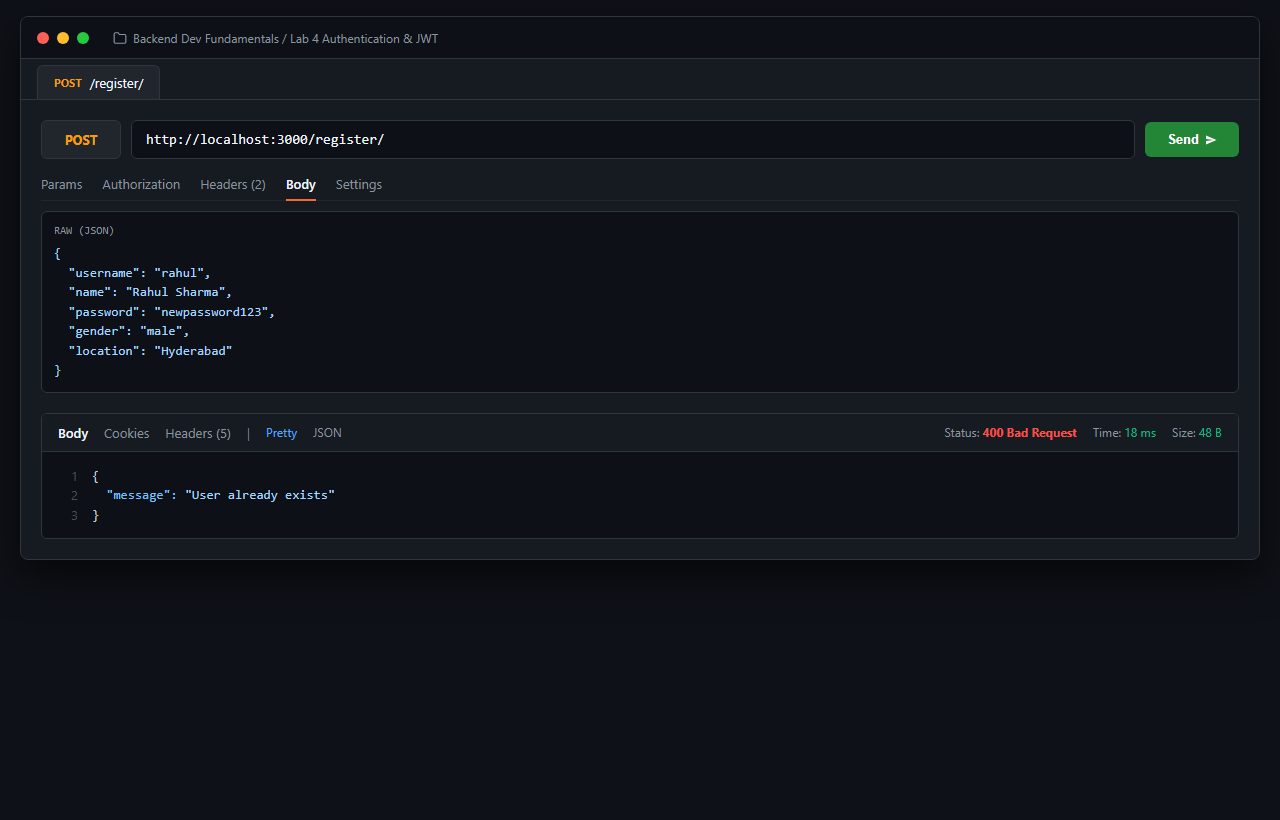 Backend Dev Fundamentals / Lab 4 Authentication & JWT
POST /register/
POST http://localhost:3000/register/ Send
Params Authorization Headers (2) Body Settings
RAW (JSON)
{
  "username": "rahul",
  "name": "Rahul Sharma",
  "password": "newpassword123",
  "gender": "male",
  "location": "Hyderabad"
}
Body Cookies Headers (5) | Pretty JSON Status: 400 Bad Request Time: 18 ms Size: 48 B
1 {
2   "message": "User already exists"
3 }